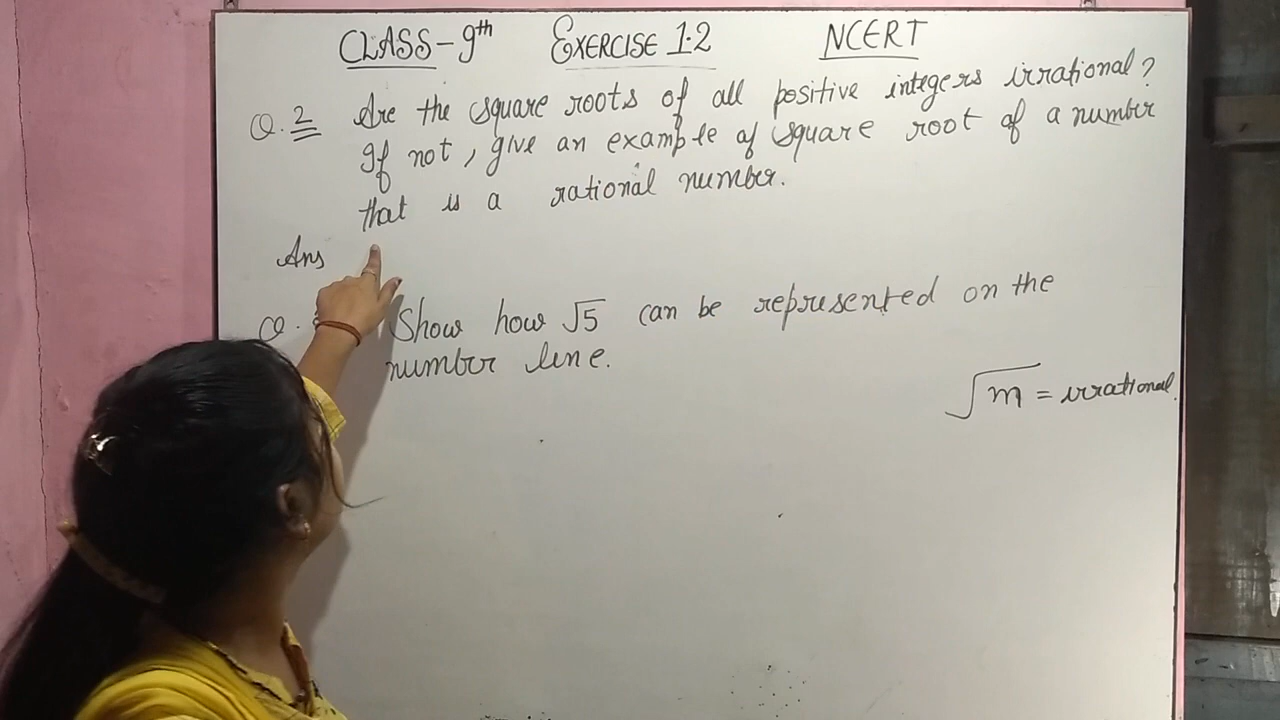 CLASS-9th EXERCISE 1.2 NCERT
Q.2 Are the square roots of all positive integers irrational?
If not, give an example of square root of a number
that is a rational number.
Ans
Q. Show how √5 can be represented on the
number line.
√m = irrational.